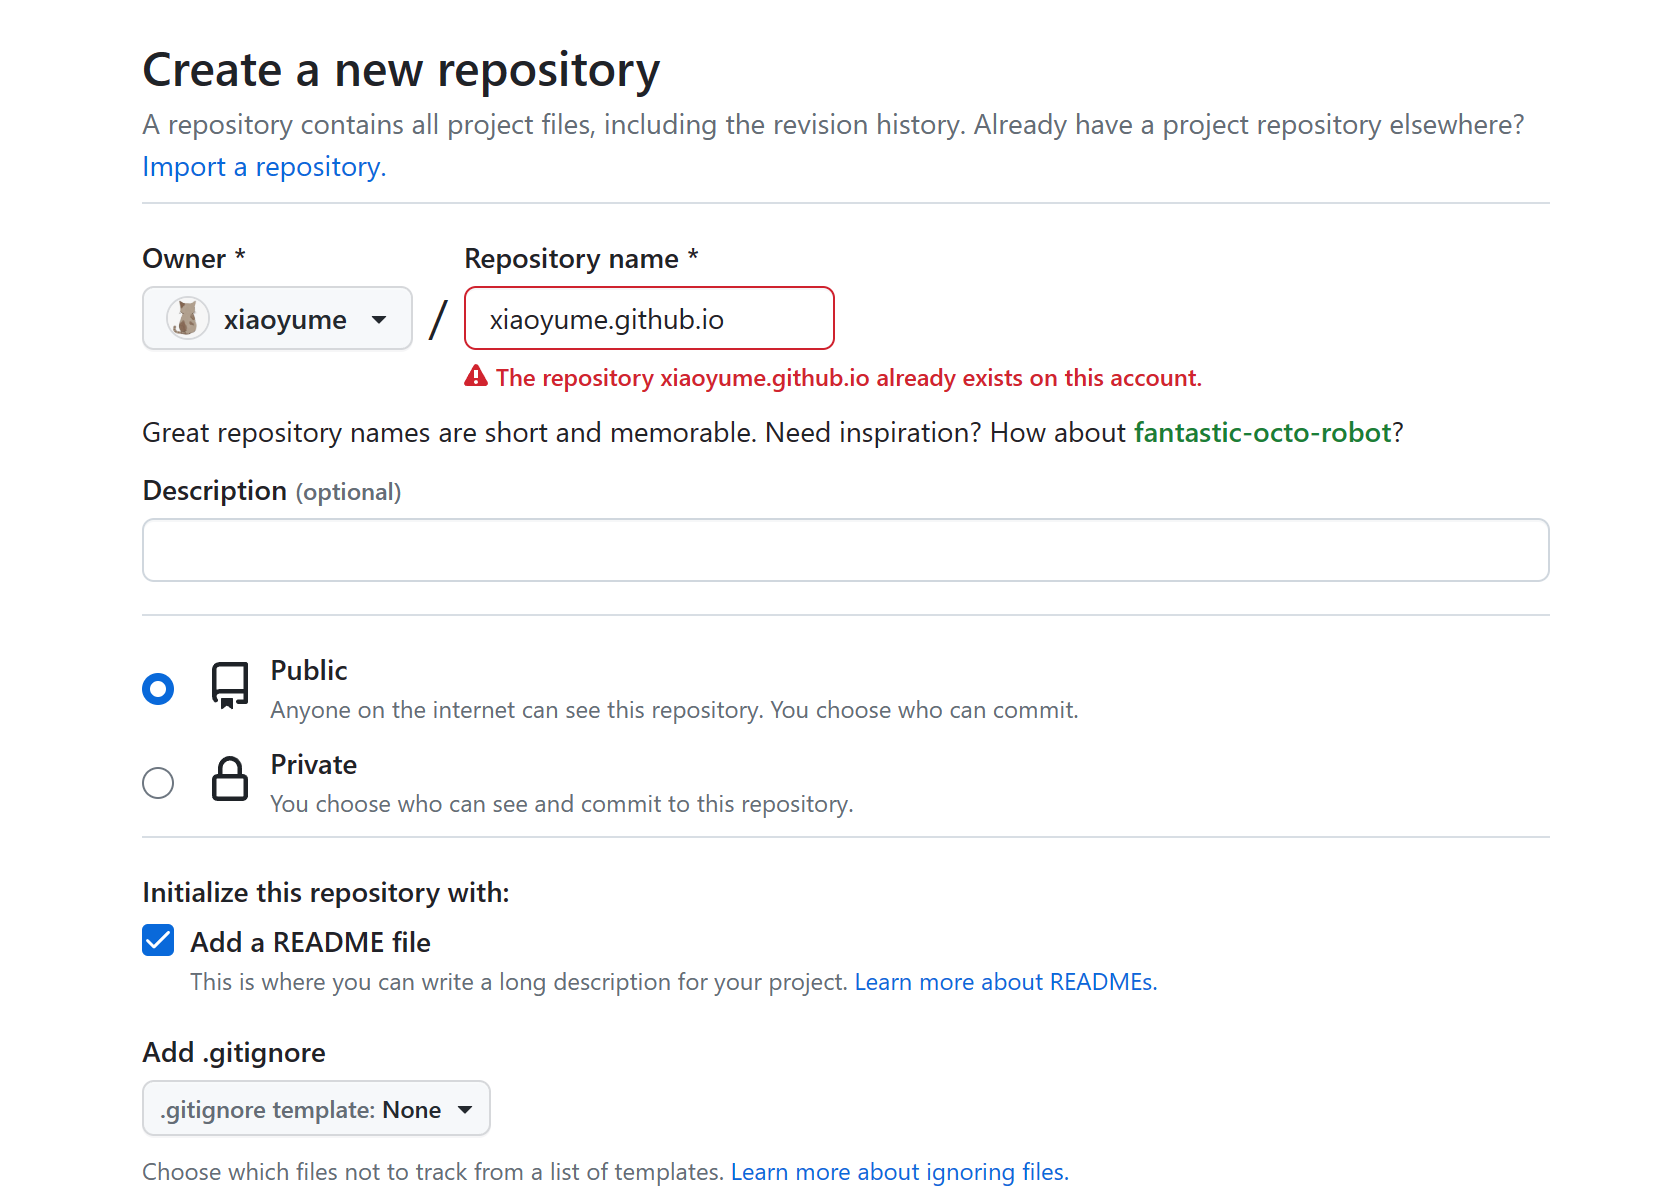 Create a new repository
A repository contains all project files, including the revision history. Already have a project repository elsewhere?
Import a repository.
Owner *
Repository name *
xiaoyume
/
xiaoyume.github.io
The repository xiaoyume.github.io already exists on this account.
Great repository names are short and memorable. Need inspiration? How about fantastic-octo-robot?
Description (optional)
Public
Anyone on the internet can see this repository. You choose who can commit.
Private
You choose who can see and commit to this repository.
Initialize this repository with:
Add a README file
This is where you can write a long description for your project. Learn more about READMEs.
Add .gitignore
.gitignore template: None
Choose which files not to track from a list of templates. Learn more about ignoring files.